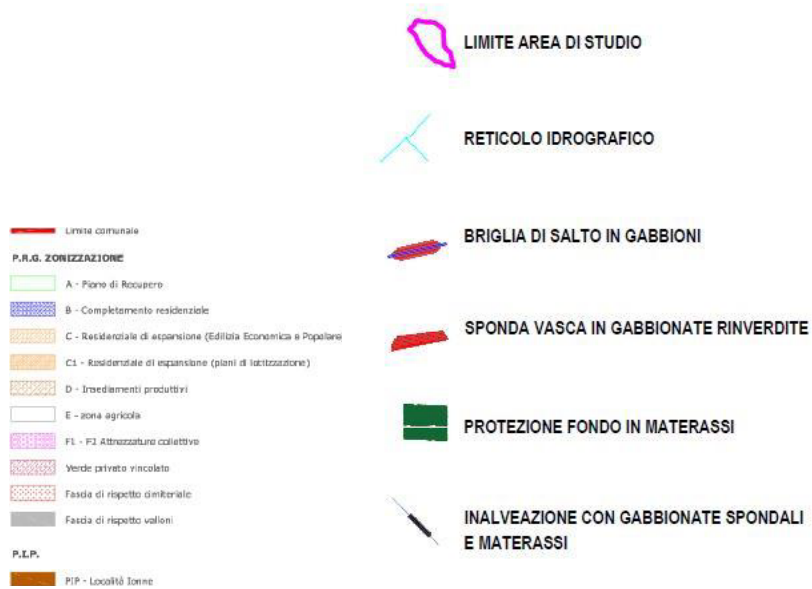 LIMITE AREA DI STUDIO
RETICOLO IDROGRAFICO
BRIGLIA DI SALTO IN GABBIONI
SPONDA VASCA IN GABBIONATE RINVERDITE
PROTEZIONE FONDO IN MATERASSI
INALVEAZIONE CON GABBIONATE SPONDALI
E MATERASSI
Limite comunale
P.R.G. ZONIZZAZIONE
A - Piano di Recupero
B - Completamento residenziale
C - Residenziale di espansione (Edilizia Economica e Popolare
C1 - Residenziale di espansione (piani di lottizzazione)
D - Insediamenti produttivi
E - zona agricola
F1 - F2 Attrezzature collettive
Verde privato vincolato
Fascia di rispetto cimiteriale
Fascia di rispetto valloni
P.I.P.
PIP - Località Ionne